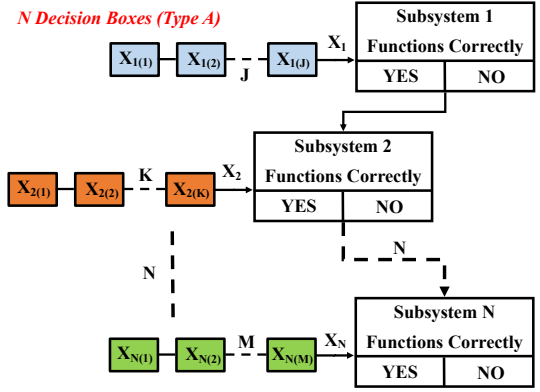 N Decision Boxes (Type A)
Subsystem 1
Functions Correctly
YES NO
X1(1) X1(2) J X1(J) X1
Subsystem 2
Functions Correctly
YES NO
X2(1) X2(2) K X2(K) X2
N
N
Subsystem N
Functions Correctly
YES NO
XN(1) XN(2) M XN(M) XN